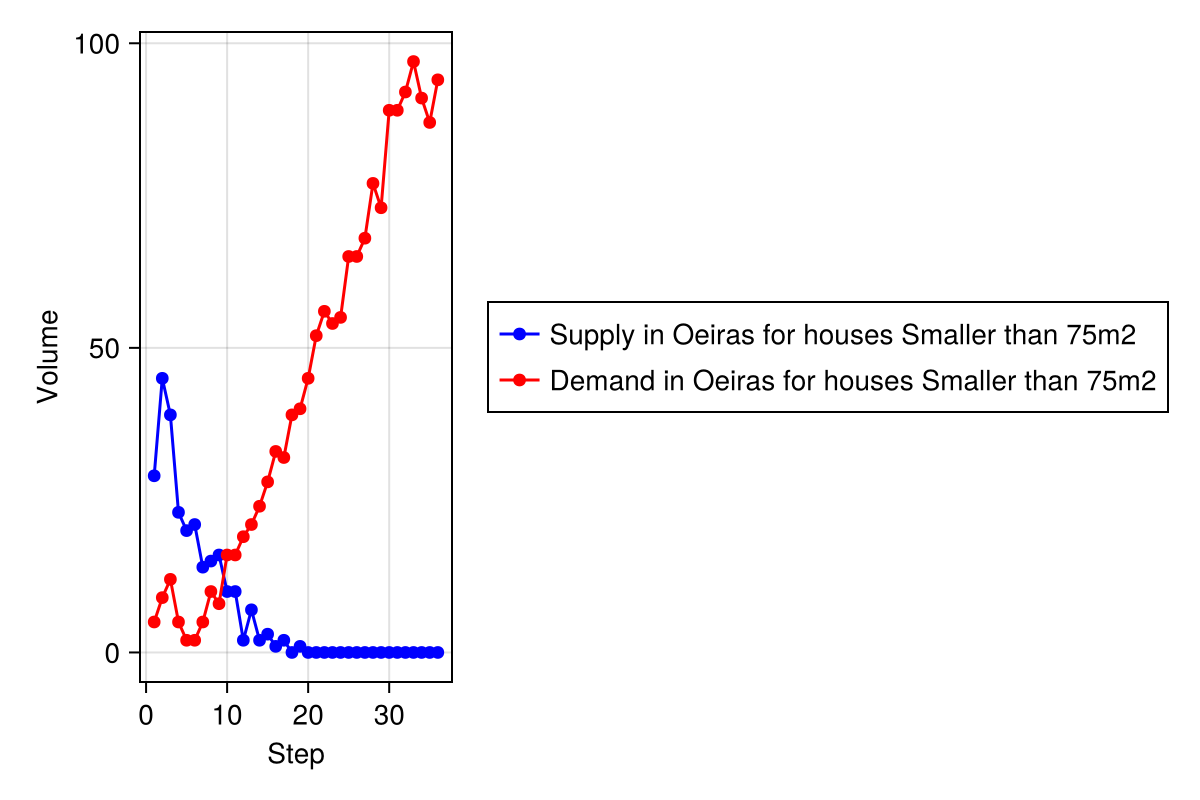 100
50
0
Volume
0 10 20 30
Step
Supply in Oeiras for houses Smaller than 75m2
Demand in Oeiras for houses Smaller than 75m2